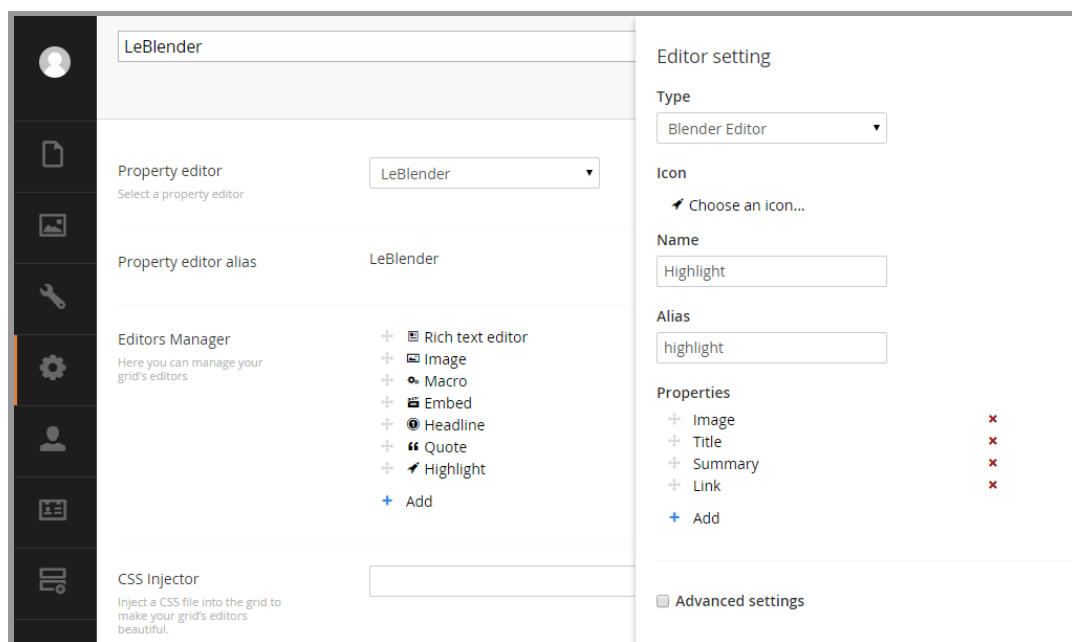 LeBlender
Property editor
Select a property editor
LeBlender
Property editor alias
LeBlender
Editors Manager
Here you can manage your
grid's editors
Rich text editor
Image
Macro
Embed
Headline
Quote
Highlight
+ Add
CSS Injector
Inject a CSS file into the grid to
make your grid's editors
beautiful.
Editor setting
Type
Blender Editor
Icon
Choose an icon...
Name
Highlight
Alias
highlight
Properties
Image
Title
Summary
Link
+ Add
Advanced settings